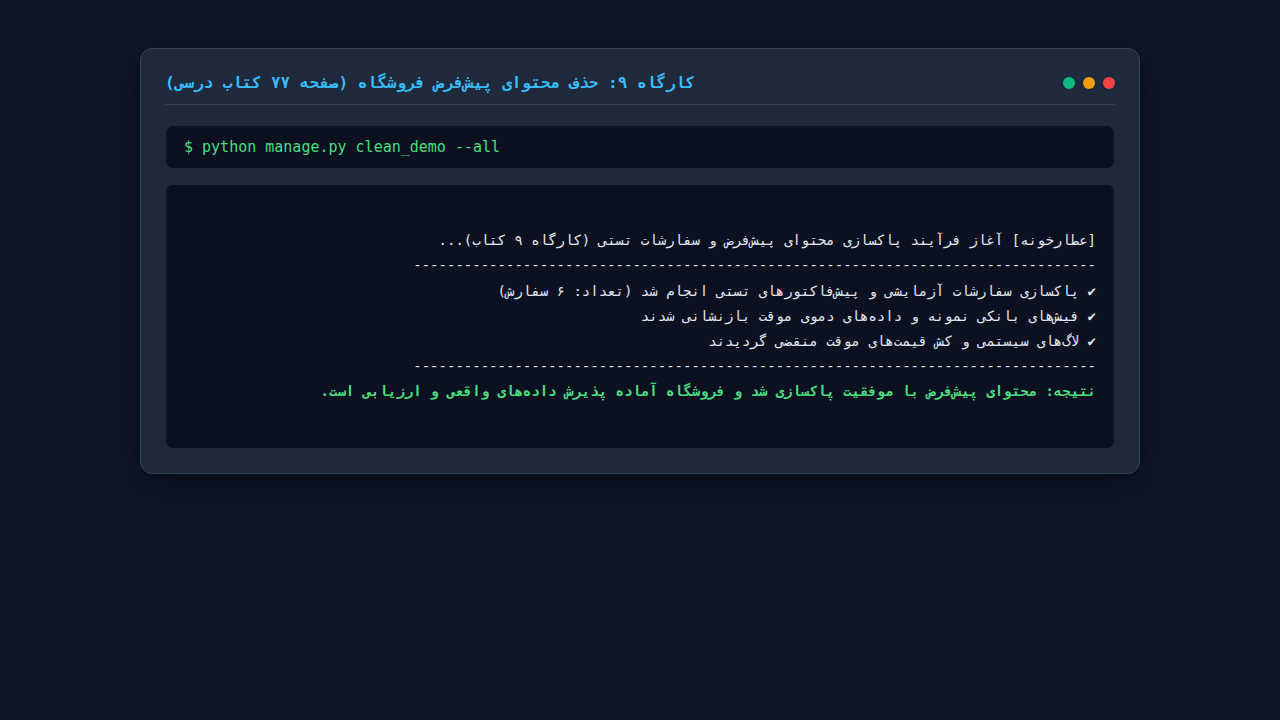 کارگاه ۹: حذف محتوای پیش‌فرض فروشگاه (صفحه ۷۷ کتاب درسی)
$ python manage.py clean_demo --all
[عطارخونه] آغاز فرآیند پاکسازی محتوای پیش‌فرض و سفارشات تستی (کارگاه ۹ کتاب)...
---------------------------------------------------------------------------------
✔ پاکسازی سفارشات آزمایشی و پیش‌فاکتورهای تستی انجام شد (تعداد: ۶ سفارش)
✔ فیش‌های بانکی نمونه و داده‌های دموی موقت بازنشانی شدند
✔ لاگ‌های سیستمی و کش قیمت‌های موقت منقضی گردیدند
---------------------------------------------------------------------------------
نتیجه: محتوای پیش‌فرض با موفقیت پاکسازی شد و فروشگاه آماده پذیرش داده‌های واقعی و ارزیابی است.